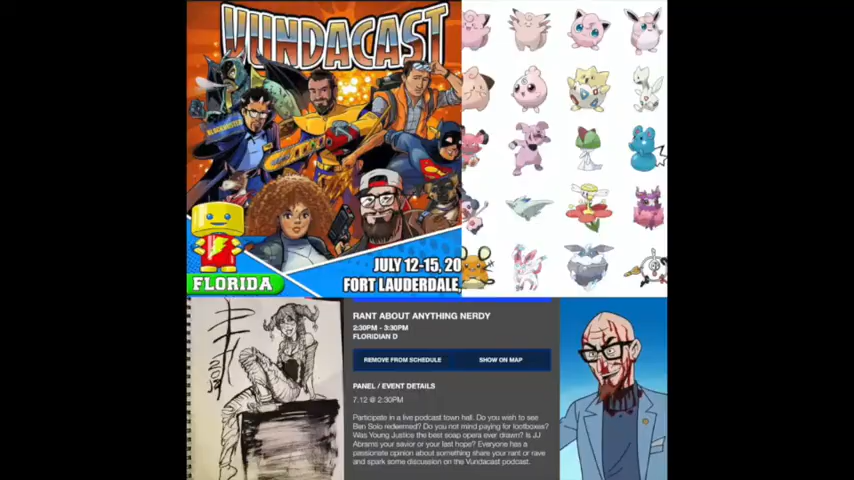 VUNDACAST
BLOCKBUSTER
FLORIDA
JULY 12-15, 20
FORT LAUDERDALE,
RANT ABOUT ANYTHING NERDY
2:30PM - 3:30PM
FLORIDIAN D
REMOVE FROM SCHEDULE
SHOW ON MAP
PANEL / EVENT DETAILS
7.12 @ 2:30PM
Participate in a live podcast town hall. Do you wish to see
Ben Solo redeemed? Do you not mind paying for lootboxes?
Was Young Justice the best soap opera ever drawn? Is JJ
Abrams your savior or your last hope? Everyone has a
passionate opinion about something share your rant or rave
and spark some discussion on the Vundacast podcast.